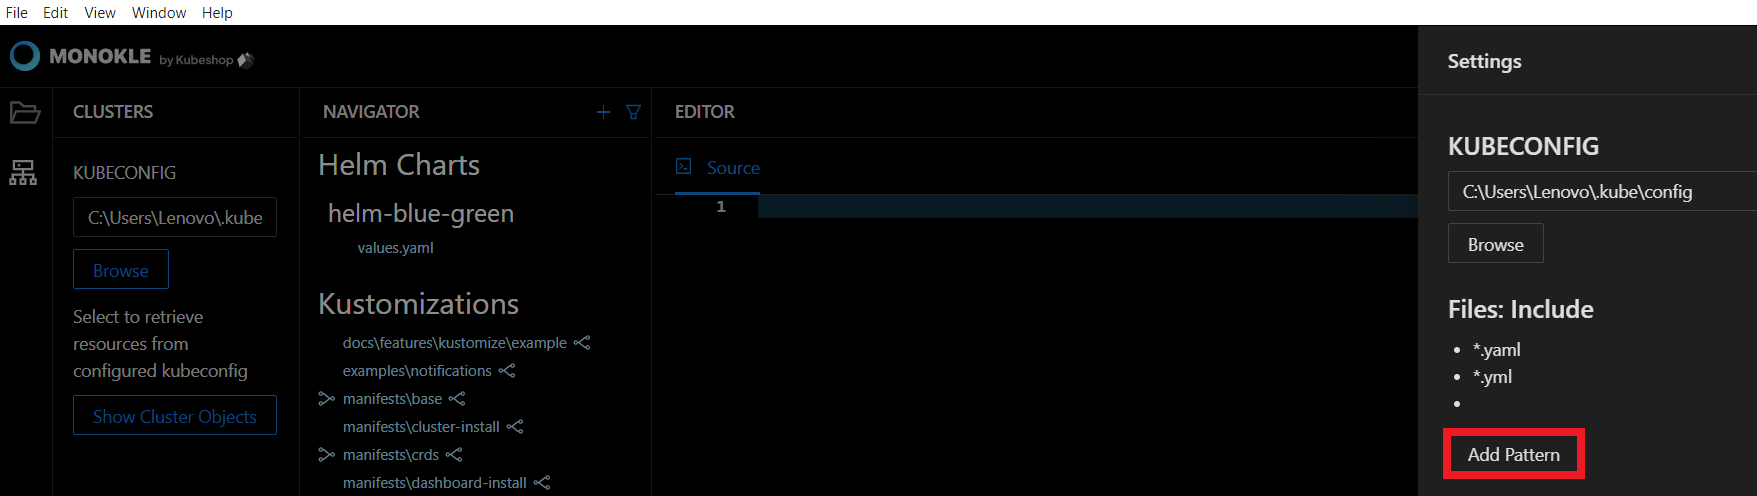 File Edit View Window Help
MONOKLE by Kubeshop
CLUSTERS
KUBECONFIG
C:\Users\Lenovo\.kube
Browse
Select to retrieve
resources from
configured kubeconfig
Show Cluster Objects
NAVIGATOR
Helm Charts
helm-blue-green
values.yaml
Kustomizations
docs\features\kustomize\example
examples\notifications
manifests\base
manifests\cluster-install
manifests\crds
manifests\dashboard-install
EDITOR
Source
1
Settings
KUBECONFIG
C:\Users\Lenovo\.kube\config
Browse
Files: Include
*.yaml
*.yml
Add Pattern